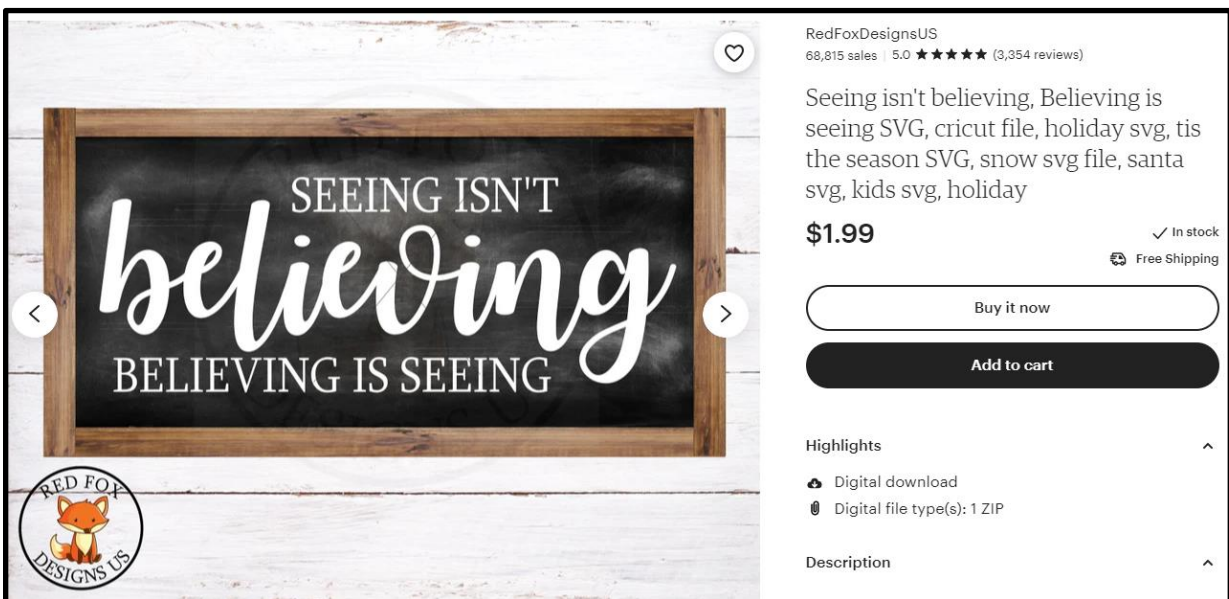 SEEING ISN'T
believing
BELIEVING IS SEEING
RED FOX
DESIGNS US
RedFoxDesignsUS
68,815 sales | 5.0 ★★★★★ (3,354 reviews)
Seeing isn't believing, Believing is
seeing SVG, cricut file, holiday svg, tis
the season SVG, snow svg file, santa
svg, kids svg, holiday
$1.99
In stock
Free Shipping
Buy it now
Add to cart
Highlights
Digital download
Digital file type(s): 1 ZIP
Description